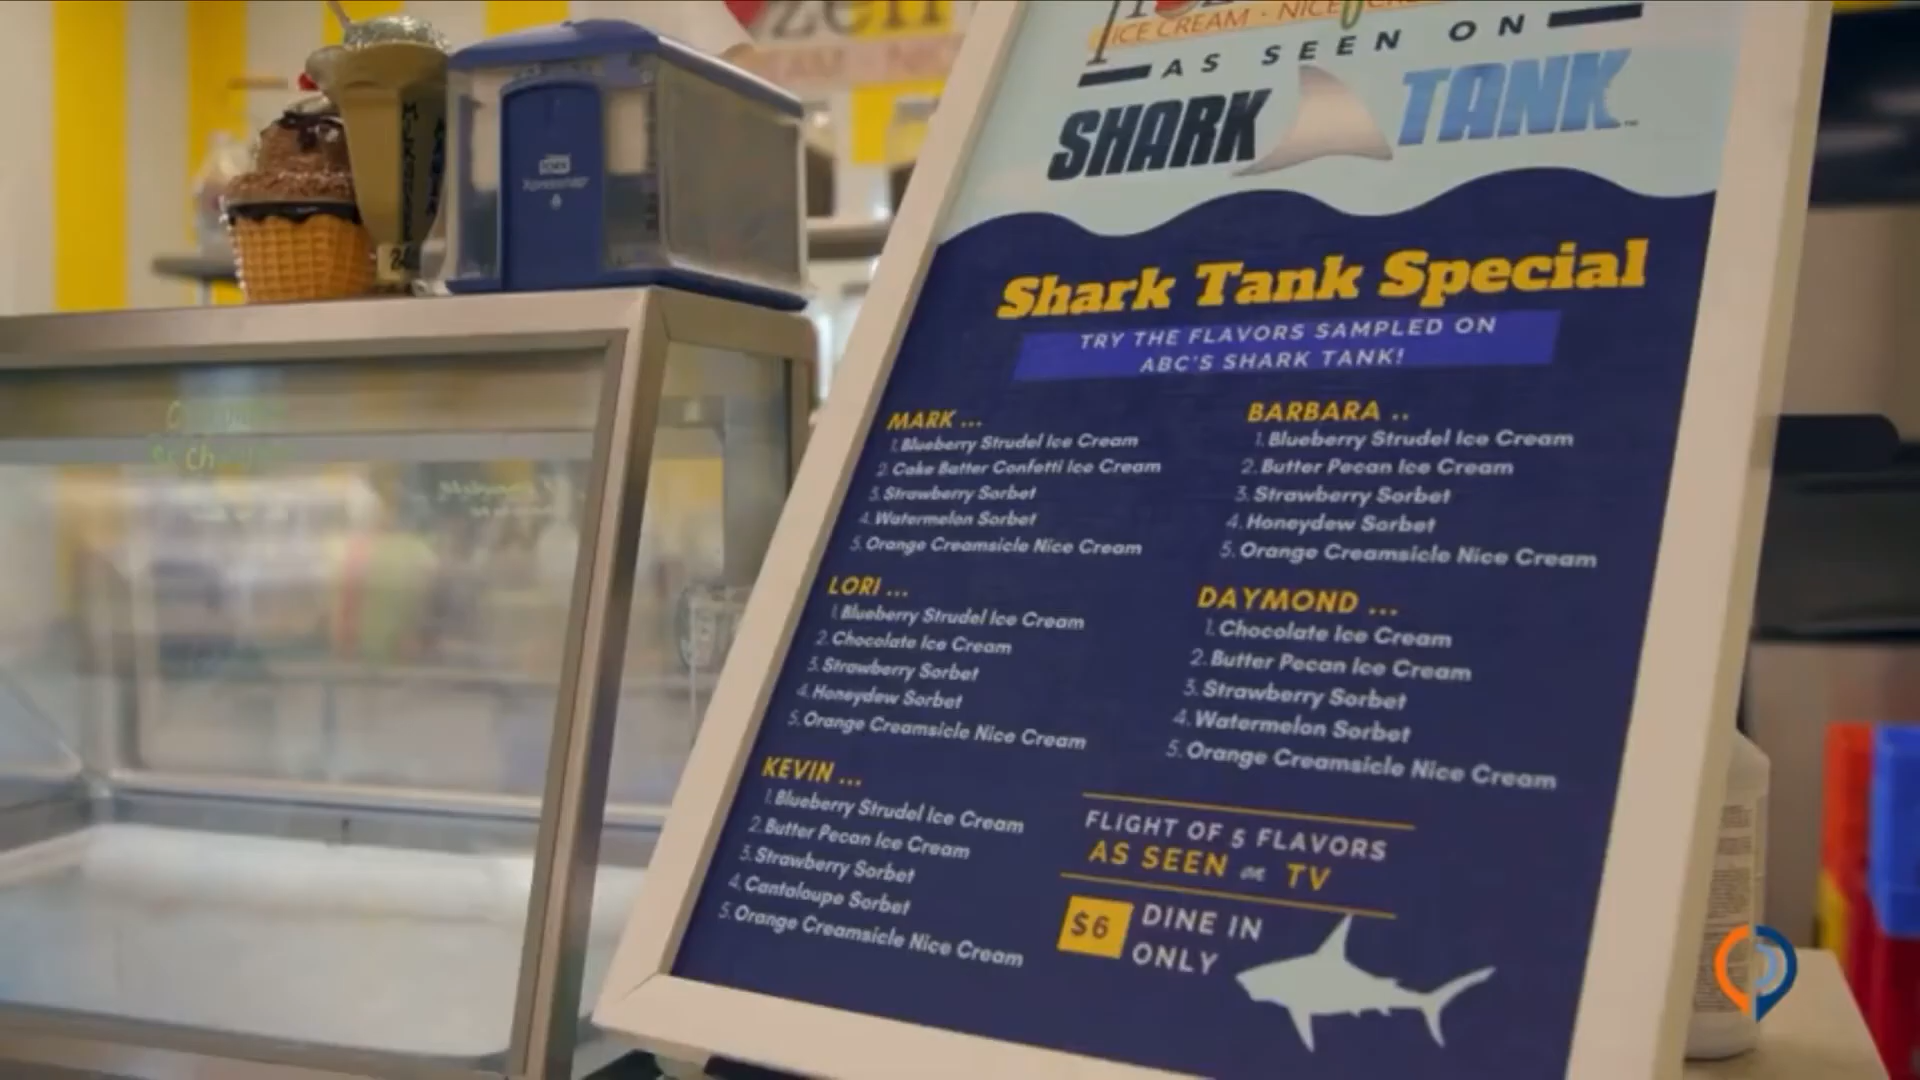 ICE CREAM · NICE
AS SEEN ON
SHARK TANK™
Shark Tank Special
TRY THE FLAVORS SAMPLED ON
ABC'S SHARK TANK!
MARK ...
1. Blueberry Strudel Ice Cream
2. Cake Batter Confetti Ice Cream
3. Strawberry Sorbet
4. Watermelon Sorbet
5. Orange Creamsicle Nice Cream
LORI ...
1. Blueberry Strudel Ice Cream
2. Chocolate Ice Cream
3. Strawberry Sorbet
4. Honeydew Sorbet
5. Orange Creamsicle Nice Cream
KEVIN ...
1. Blueberry Strudel Ice Cream
2. Butter Pecan Ice Cream
3. Strawberry Sorbet
4. Cantaloupe Sorbet
5. Orange Creamsicle Nice Cream
BARBARA ..
1. Blueberry Strudel Ice Cream
2. Butter Pecan Ice Cream
3. Strawberry Sorbet
4. Honeydew Sorbet
5. Orange Creamsicle Nice Cream
DAYMOND ...
1. Chocolate Ice Cream
2. Butter Pecan Ice Cream
3. Strawberry Sorbet
4. Watermelon Sorbet
5. Orange Creamsicle Nice Cream
FLIGHT OF 5 FLAVORS
AS SEEN on TV
$6 DINE IN
ONLY
TORK
Xpressnap